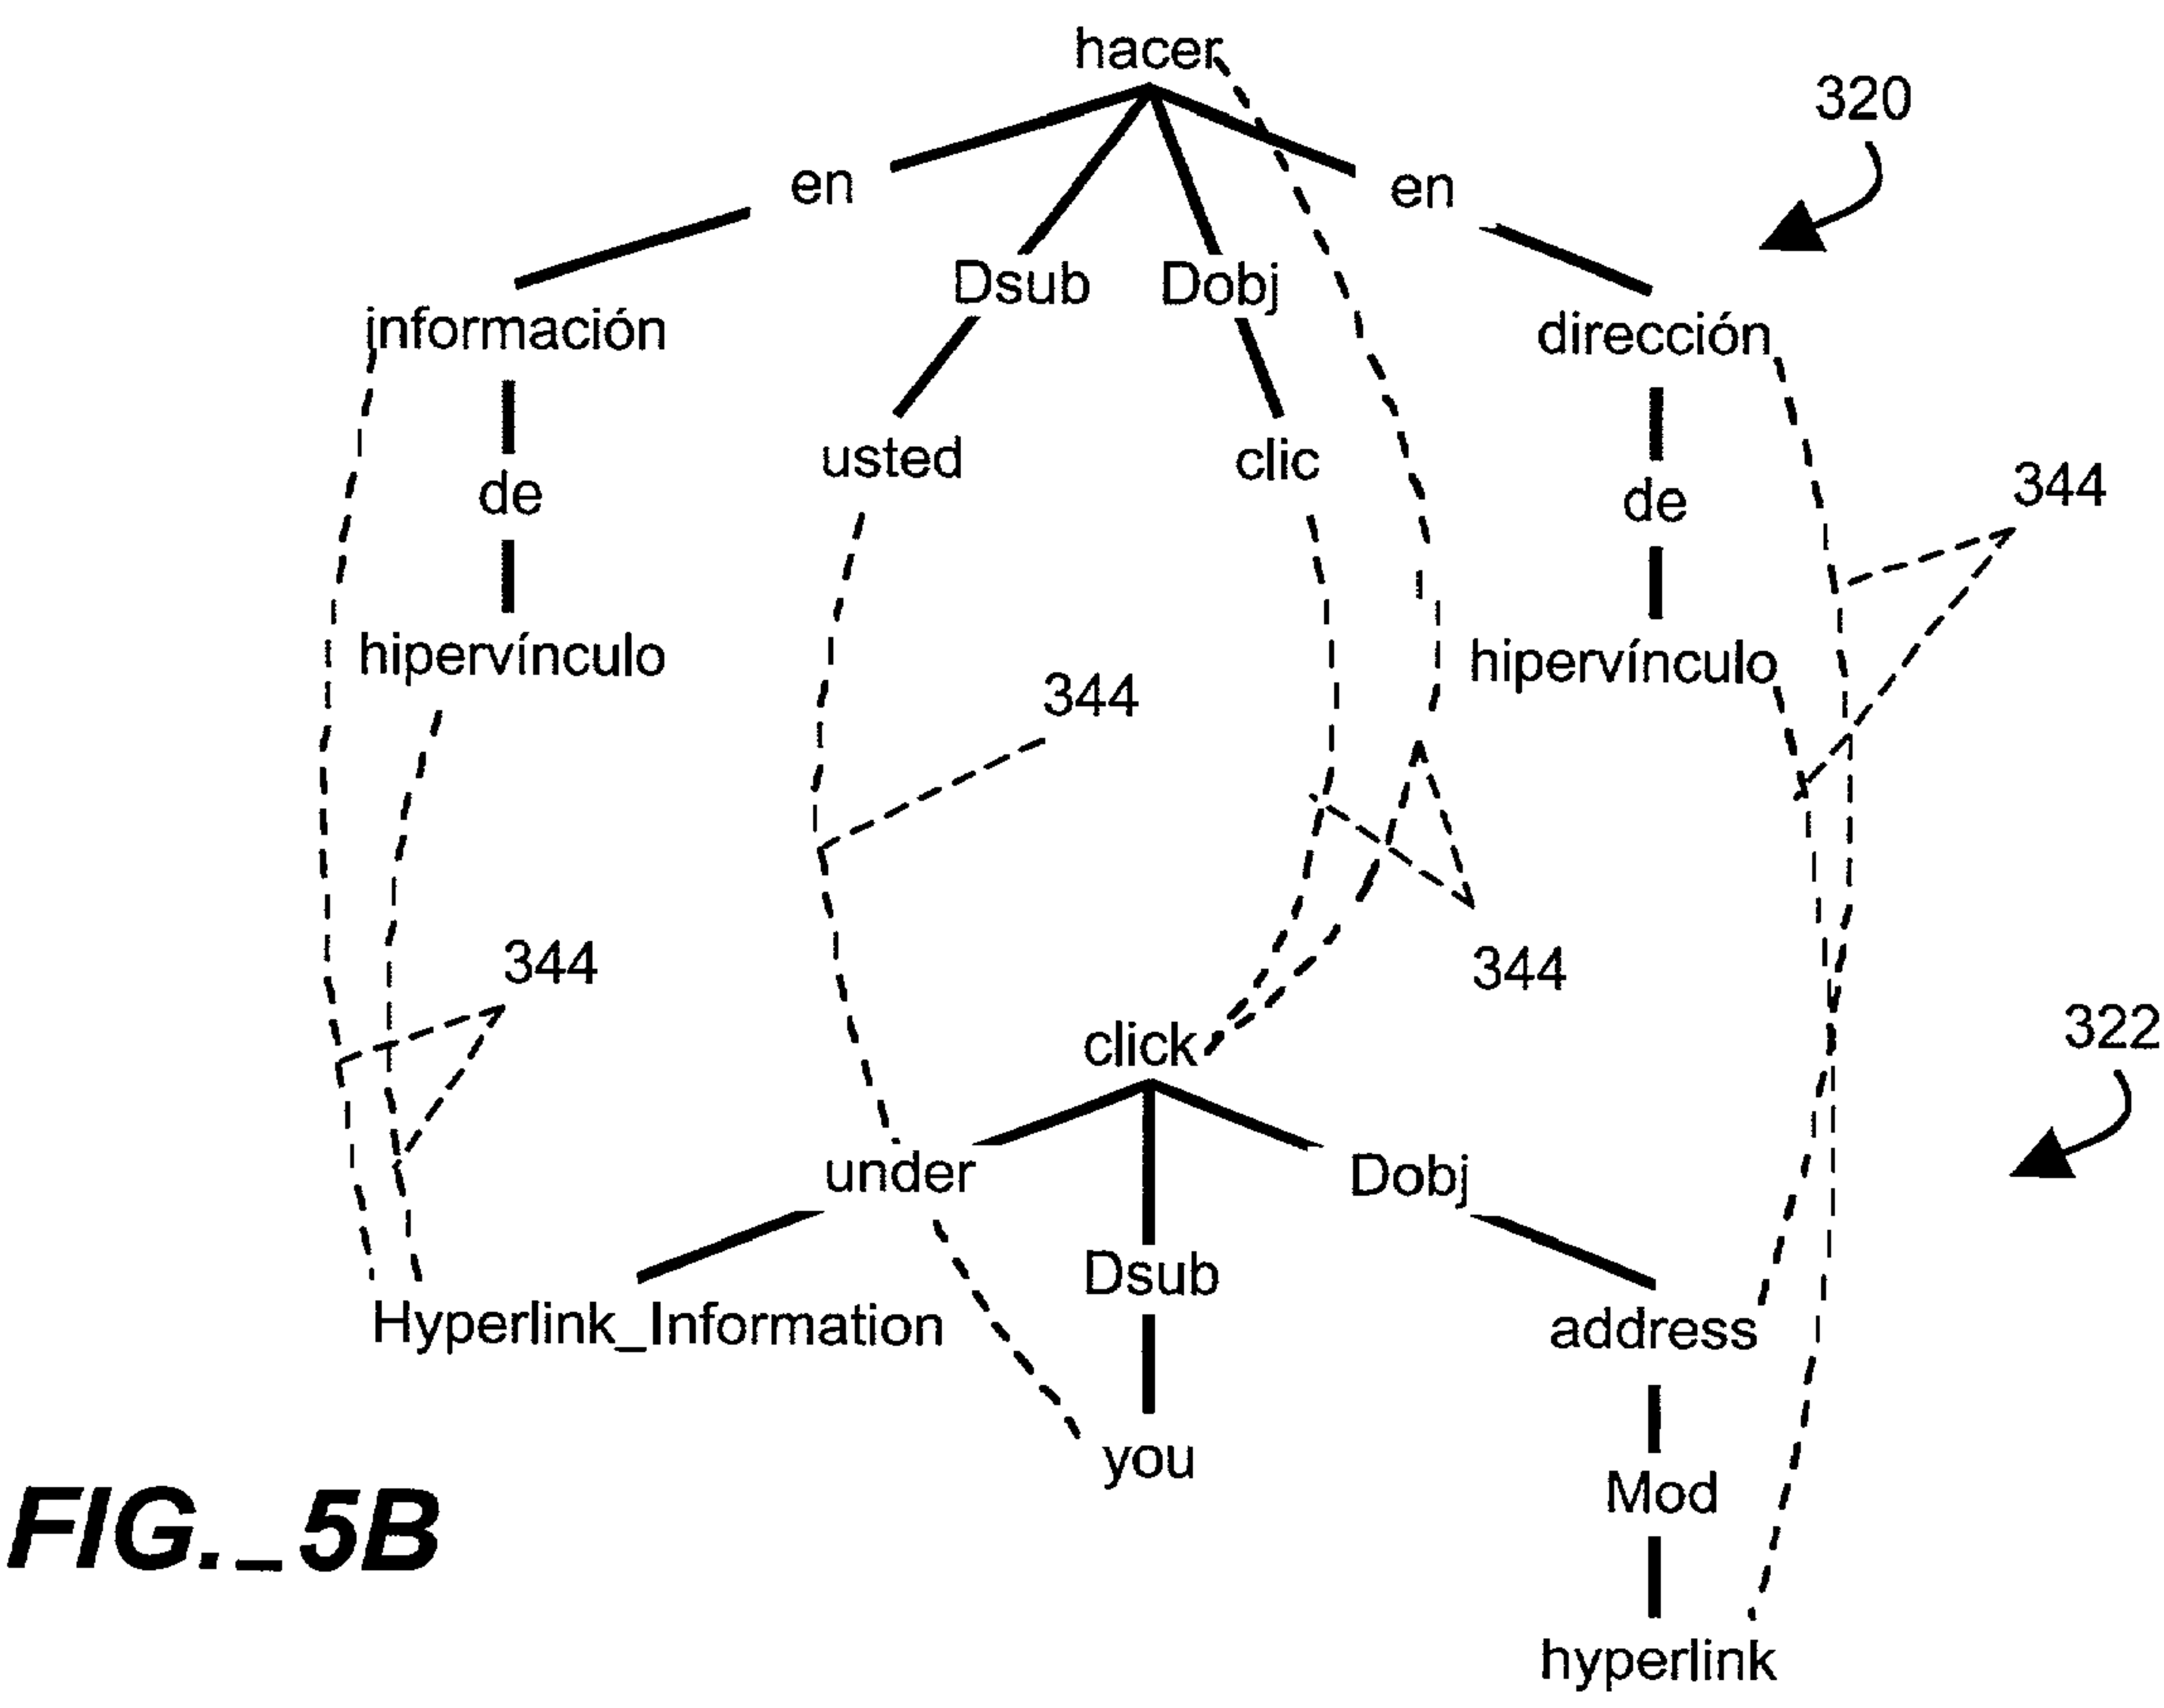 hacer
320
en
en
Dsub
Dobj
información
dirección
usted
clic
344
de
de
hipervínculo
hipervínculo
344
344
344
322
click
under
Dobj
Dsub
Hyperlink_Information
address
you
Mod
FIG._5B
hyperlink